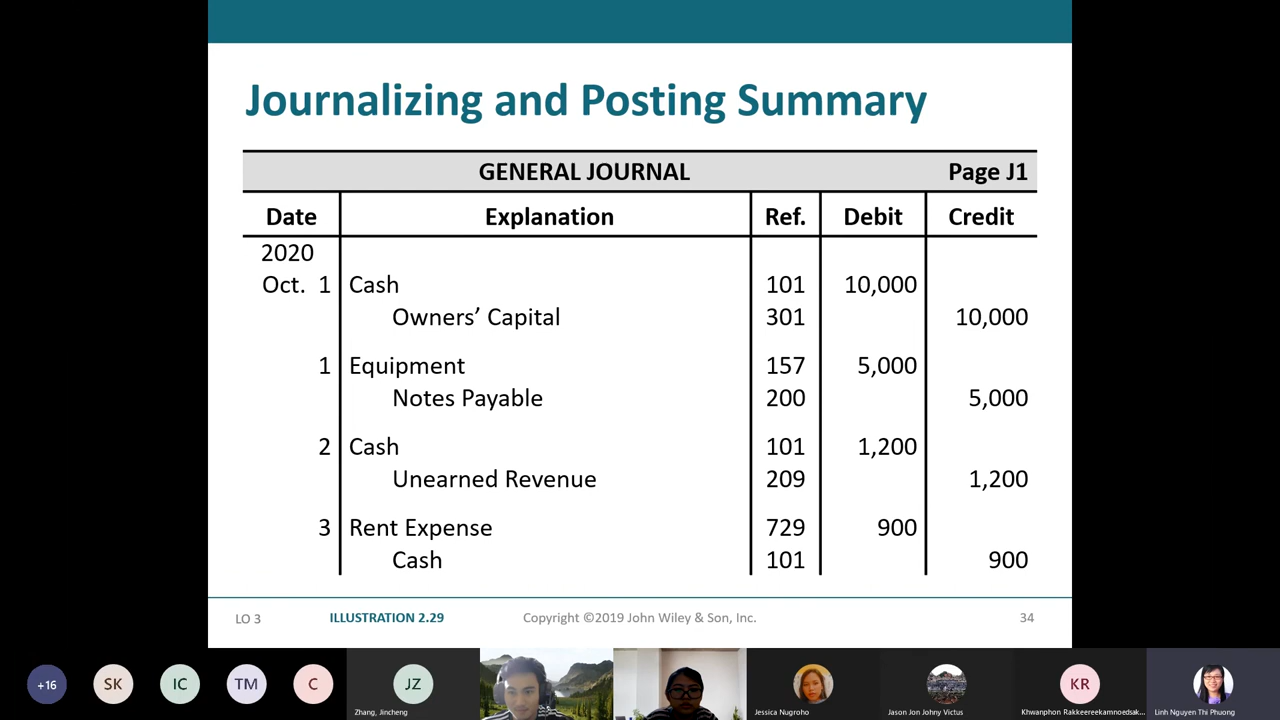 Journalizing and Posting Summary
GENERAL JOURNAL Page J1
Date Explanation Ref. Debit Credit
2020
Oct. 1 Cash 101 10,000
Owners’ Capital 301 10,000
1 Equipment 157 5,000
Notes Payable 200 5,000
2 Cash 101 1,200
Unearned Revenue 209 1,200
3 Rent Expense 729 900
Cash 101 900
LO 3 ILLUSTRATION 2.29 Copyright ©2019 John Wiley & Son, Inc. 34
+16 SK IC TM C JZ KR
Zhang, Jincheng Jessica Nugroho Jason Jon Johny Victus Khwanphon Rakkeereekamnoedsak... Linh Nguyen Thi Phuong